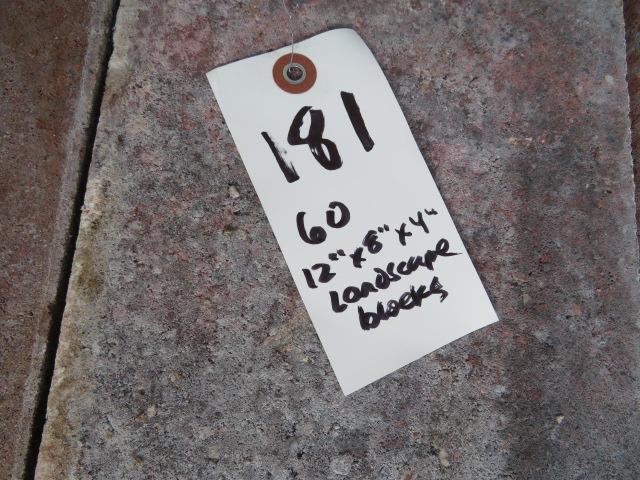 181
60
12" x 8" x 4"
Landscape
blocks